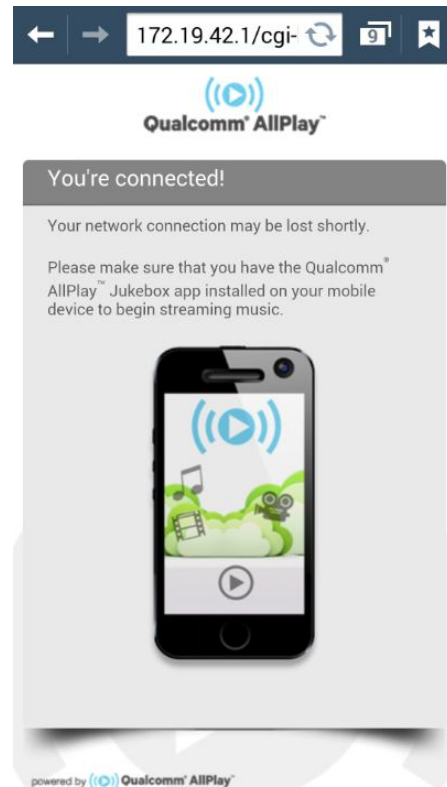 172.19.42.1/cgi-
9
Qualcomm® AllPlay™
You're connected!
Your network connection may be lost shortly.
Please make sure that you have the Qualcomm®
AllPlay™ Jukebox app installed on your mobile
device to begin streaming music.
powered by Qualcomm® AllPlay™